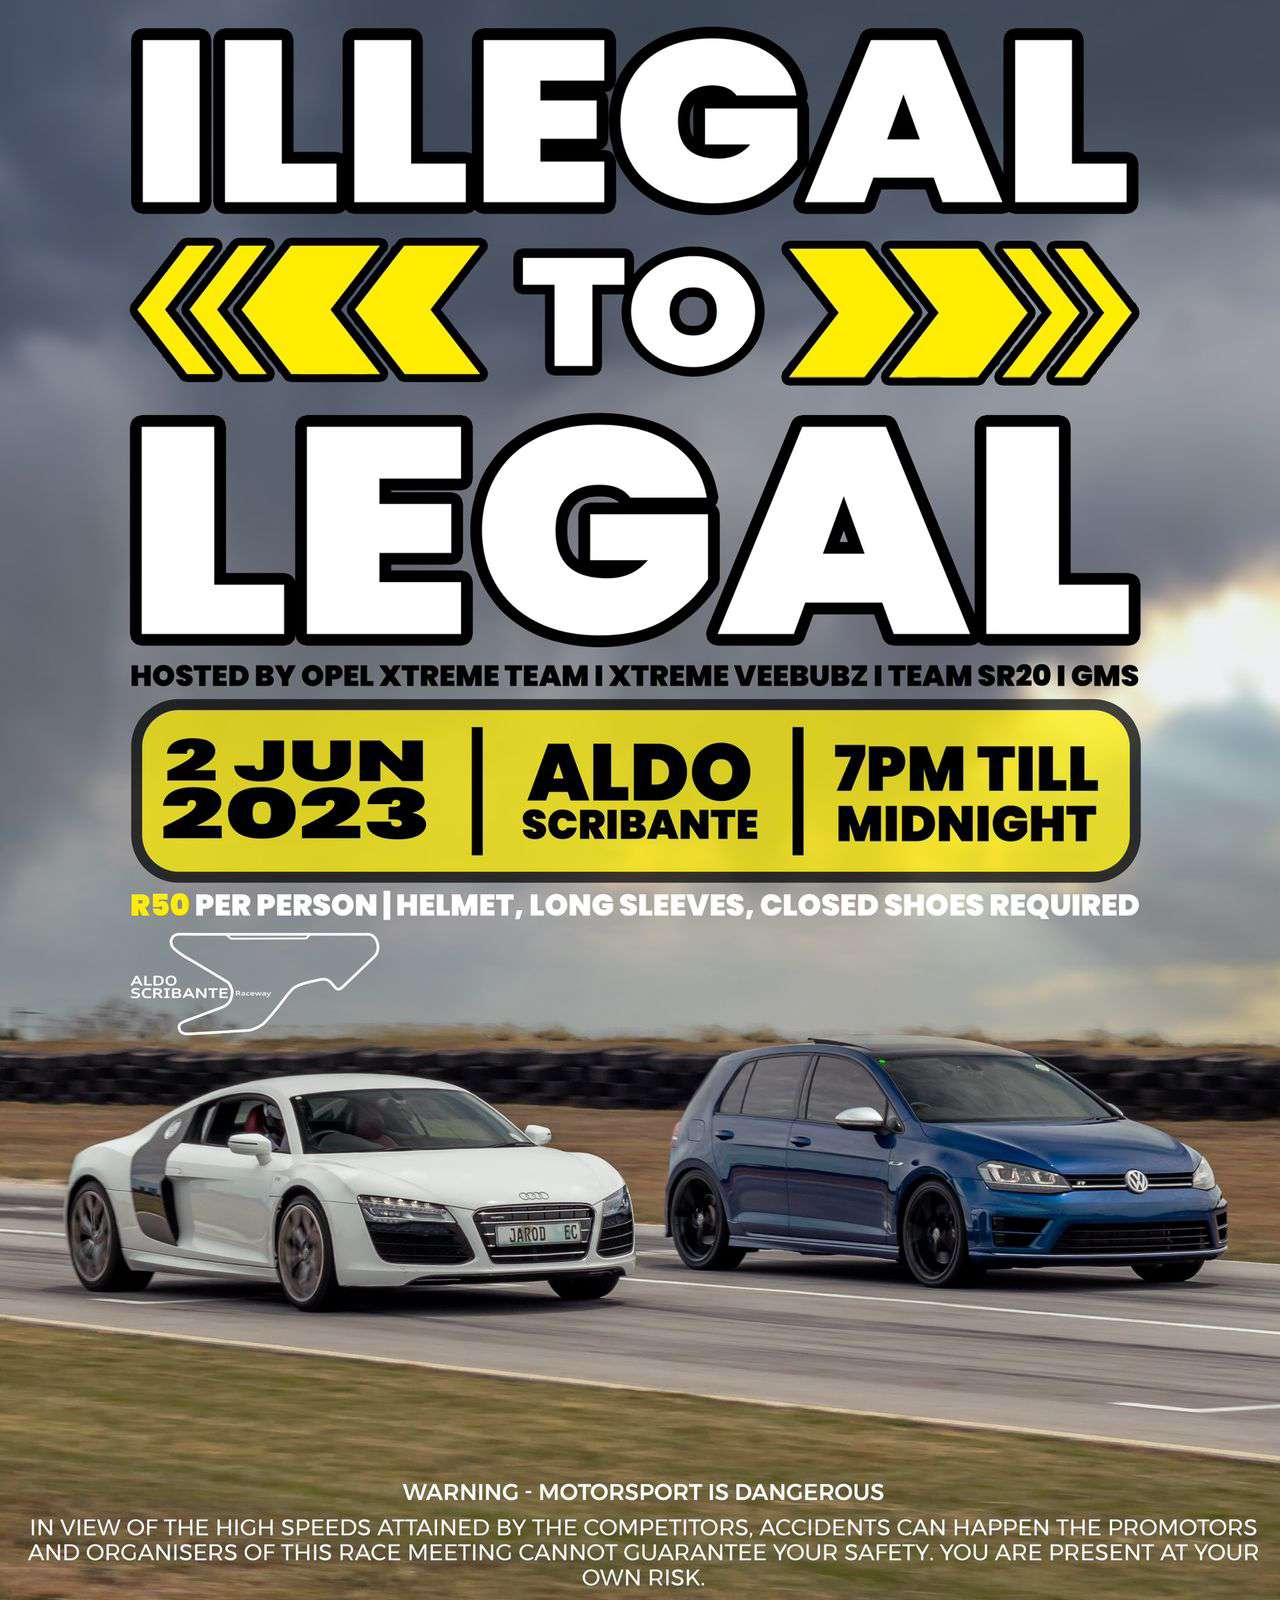 ILLEGAL
TO
LEGAL
HOSTED BY OPEL XTREME TEAM | XTREME VEEBUBZ | TEAM SR20 | GMS
2 JUN
2023
ALDO
SCRIBANTE
7PM TILL
MIDNIGHT
R50 PER PERSON | HELMET, LONG SLEEVES, CLOSED SHOES REQUIRED
ALDO
SCRIBANTE Raceway
JAROD EC
WARNING - MOTORSPORT IS DANGEROUS
IN VIEW OF THE HIGH SPEEDS ATTAINED BY THE COMPETITORS, ACCIDENTS CAN HAPPEN THE PROMOTORS
AND ORGANISERS OF THIS RACE MEETING CANNOT GUARANTEE YOUR SAFETY. YOU ARE PRESENT AT YOUR
OWN RISK.